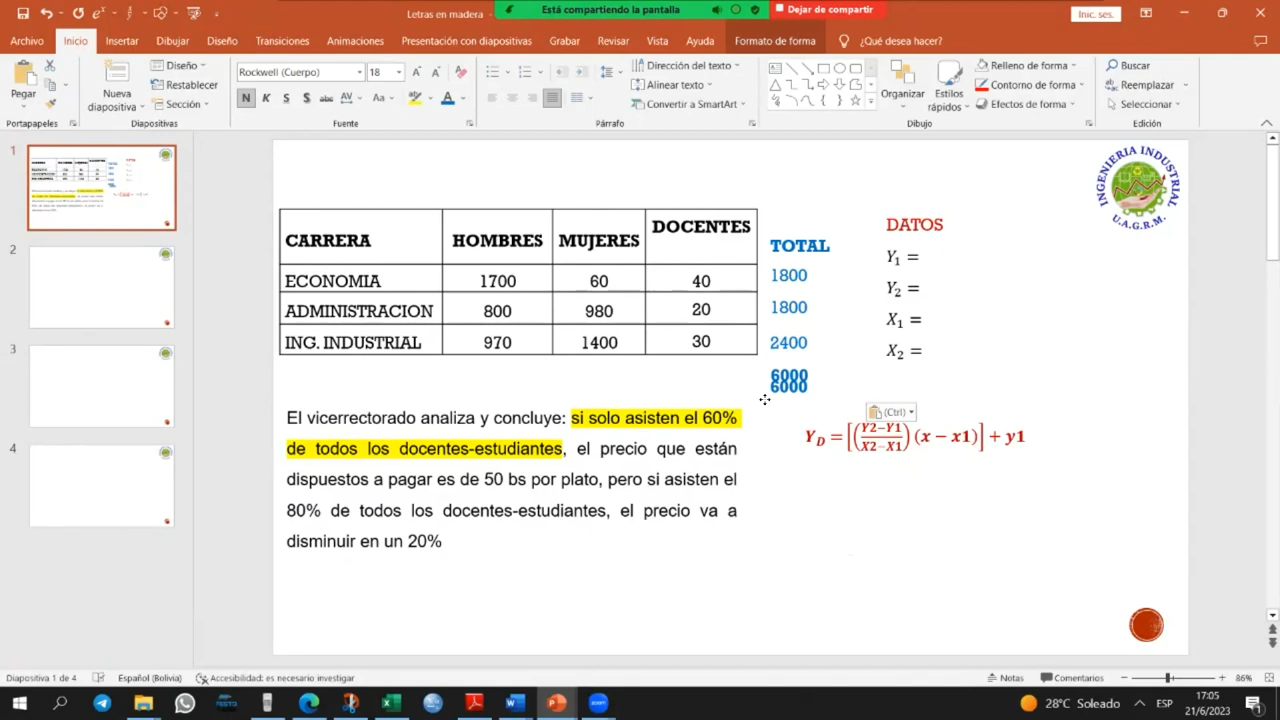 Letras en madera
Está compartiendo la pantalla
Dejar de compartir
Inic. ses.
Archivo Inicio Insertar Dibujar Diseño Transiciones Animaciones Presentación con diapositivas Grabar Revisar Vista Ayuda Formato de forma ¿Qué desea hacer?
Pegar
Nueva diapositiva
Diseño
Restablecer
Sección
Rockwell (Cuerpo) 18
N K S S abc AV Aa A
Dirección del texto
Alinear texto
Convertir a SmartArt
Organizar
Estilos rápidos
Relleno de forma
Contorno de forma
Efectos de forma
Buscar
Reemplazar
Seleccionar
Portapapeles Diapositivas Fuente Párrafo Dibujo Edición
1
2
3
4
INGENIERIA INDUSTRIAL
U.A.G.R.M.
CARRERA HOMBRES MUJERES DOCENTES TOTAL
ECONOMIA 1700 60 40 1800
ADMINISTRACION 800 980 20 1800
ING. INDUSTRIAL 970 1400 30 2400
6000
6000
DATOS
Y1 =
Y2 =
X1 =
X2 =
(Ctrl)
YD = [(Y2−Y1/X2−X1)(x − x1)] + y1
El vicerrectorado analiza y concluye: si solo asisten el 60%
de todos los docentes-estudiantes, el precio que están
dispuestos a pagar es de 50 bs por plato, pero si asisten el
80% de todos los docentes-estudiantes, el precio va a
disminuir en un 20%
Diapositiva 1 de 4 Español (Bolivia) Accesibilidad: es necesario investigar Notas Comentarios 86%
28°C Soleado ESP 17:05
21/6/2023